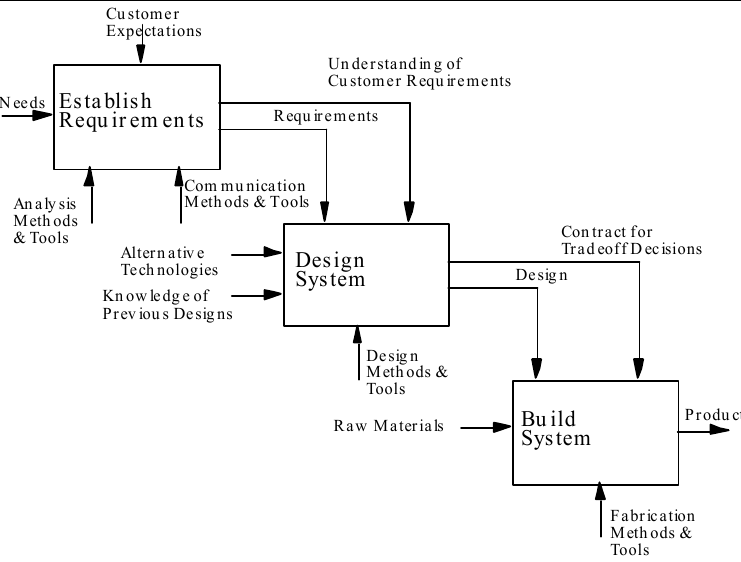 Customer
Expectations
Understanding of
Customer Requirements
Needs
Establish
Requirements
Requirements
Communication
Methods & Tools
Analysis
Methods
& Tools
Contract for
Tradeoff Decisions
Alternative
Technologies
Design
System
Design
Knowledge of
Previous Designs
Design
Methods &
Tools
Raw Materials
Build
System
Product
Fabrication
Methods &
Tools